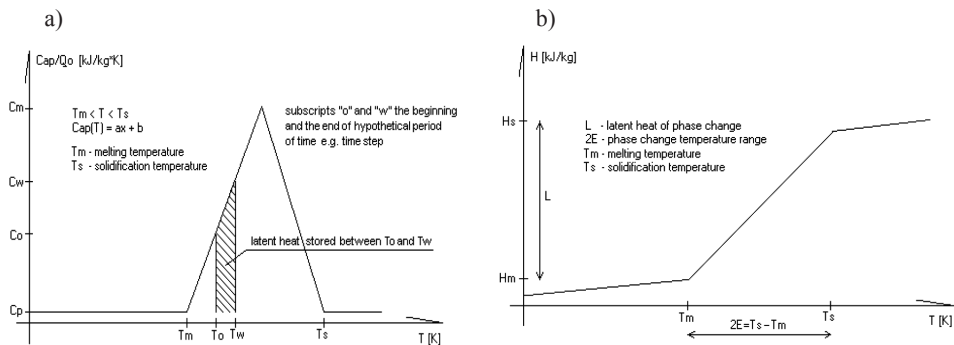 a)
Cap/Qo [kJ/kg*K]
Cm
Tm < T < Ts
Cap(T) = ax + b
Tm - melting temperature
Ts - solidification temperature
subscripts "o" and "w" the beginning
and the end of hypothetical period
of time e.g. time step
Cw
Co
latent heat stored between To and Tw
Cp
Tm
To
Tw
Ts
T [K]
b)
H [kJ/kg]
Hs
L - latent heat of phase change
2E - phase change temperature range
Tm - melting temperature
Ts - solidification temperature
L
Hm
Tm
Ts
T [K]
2E=Ts-Tm